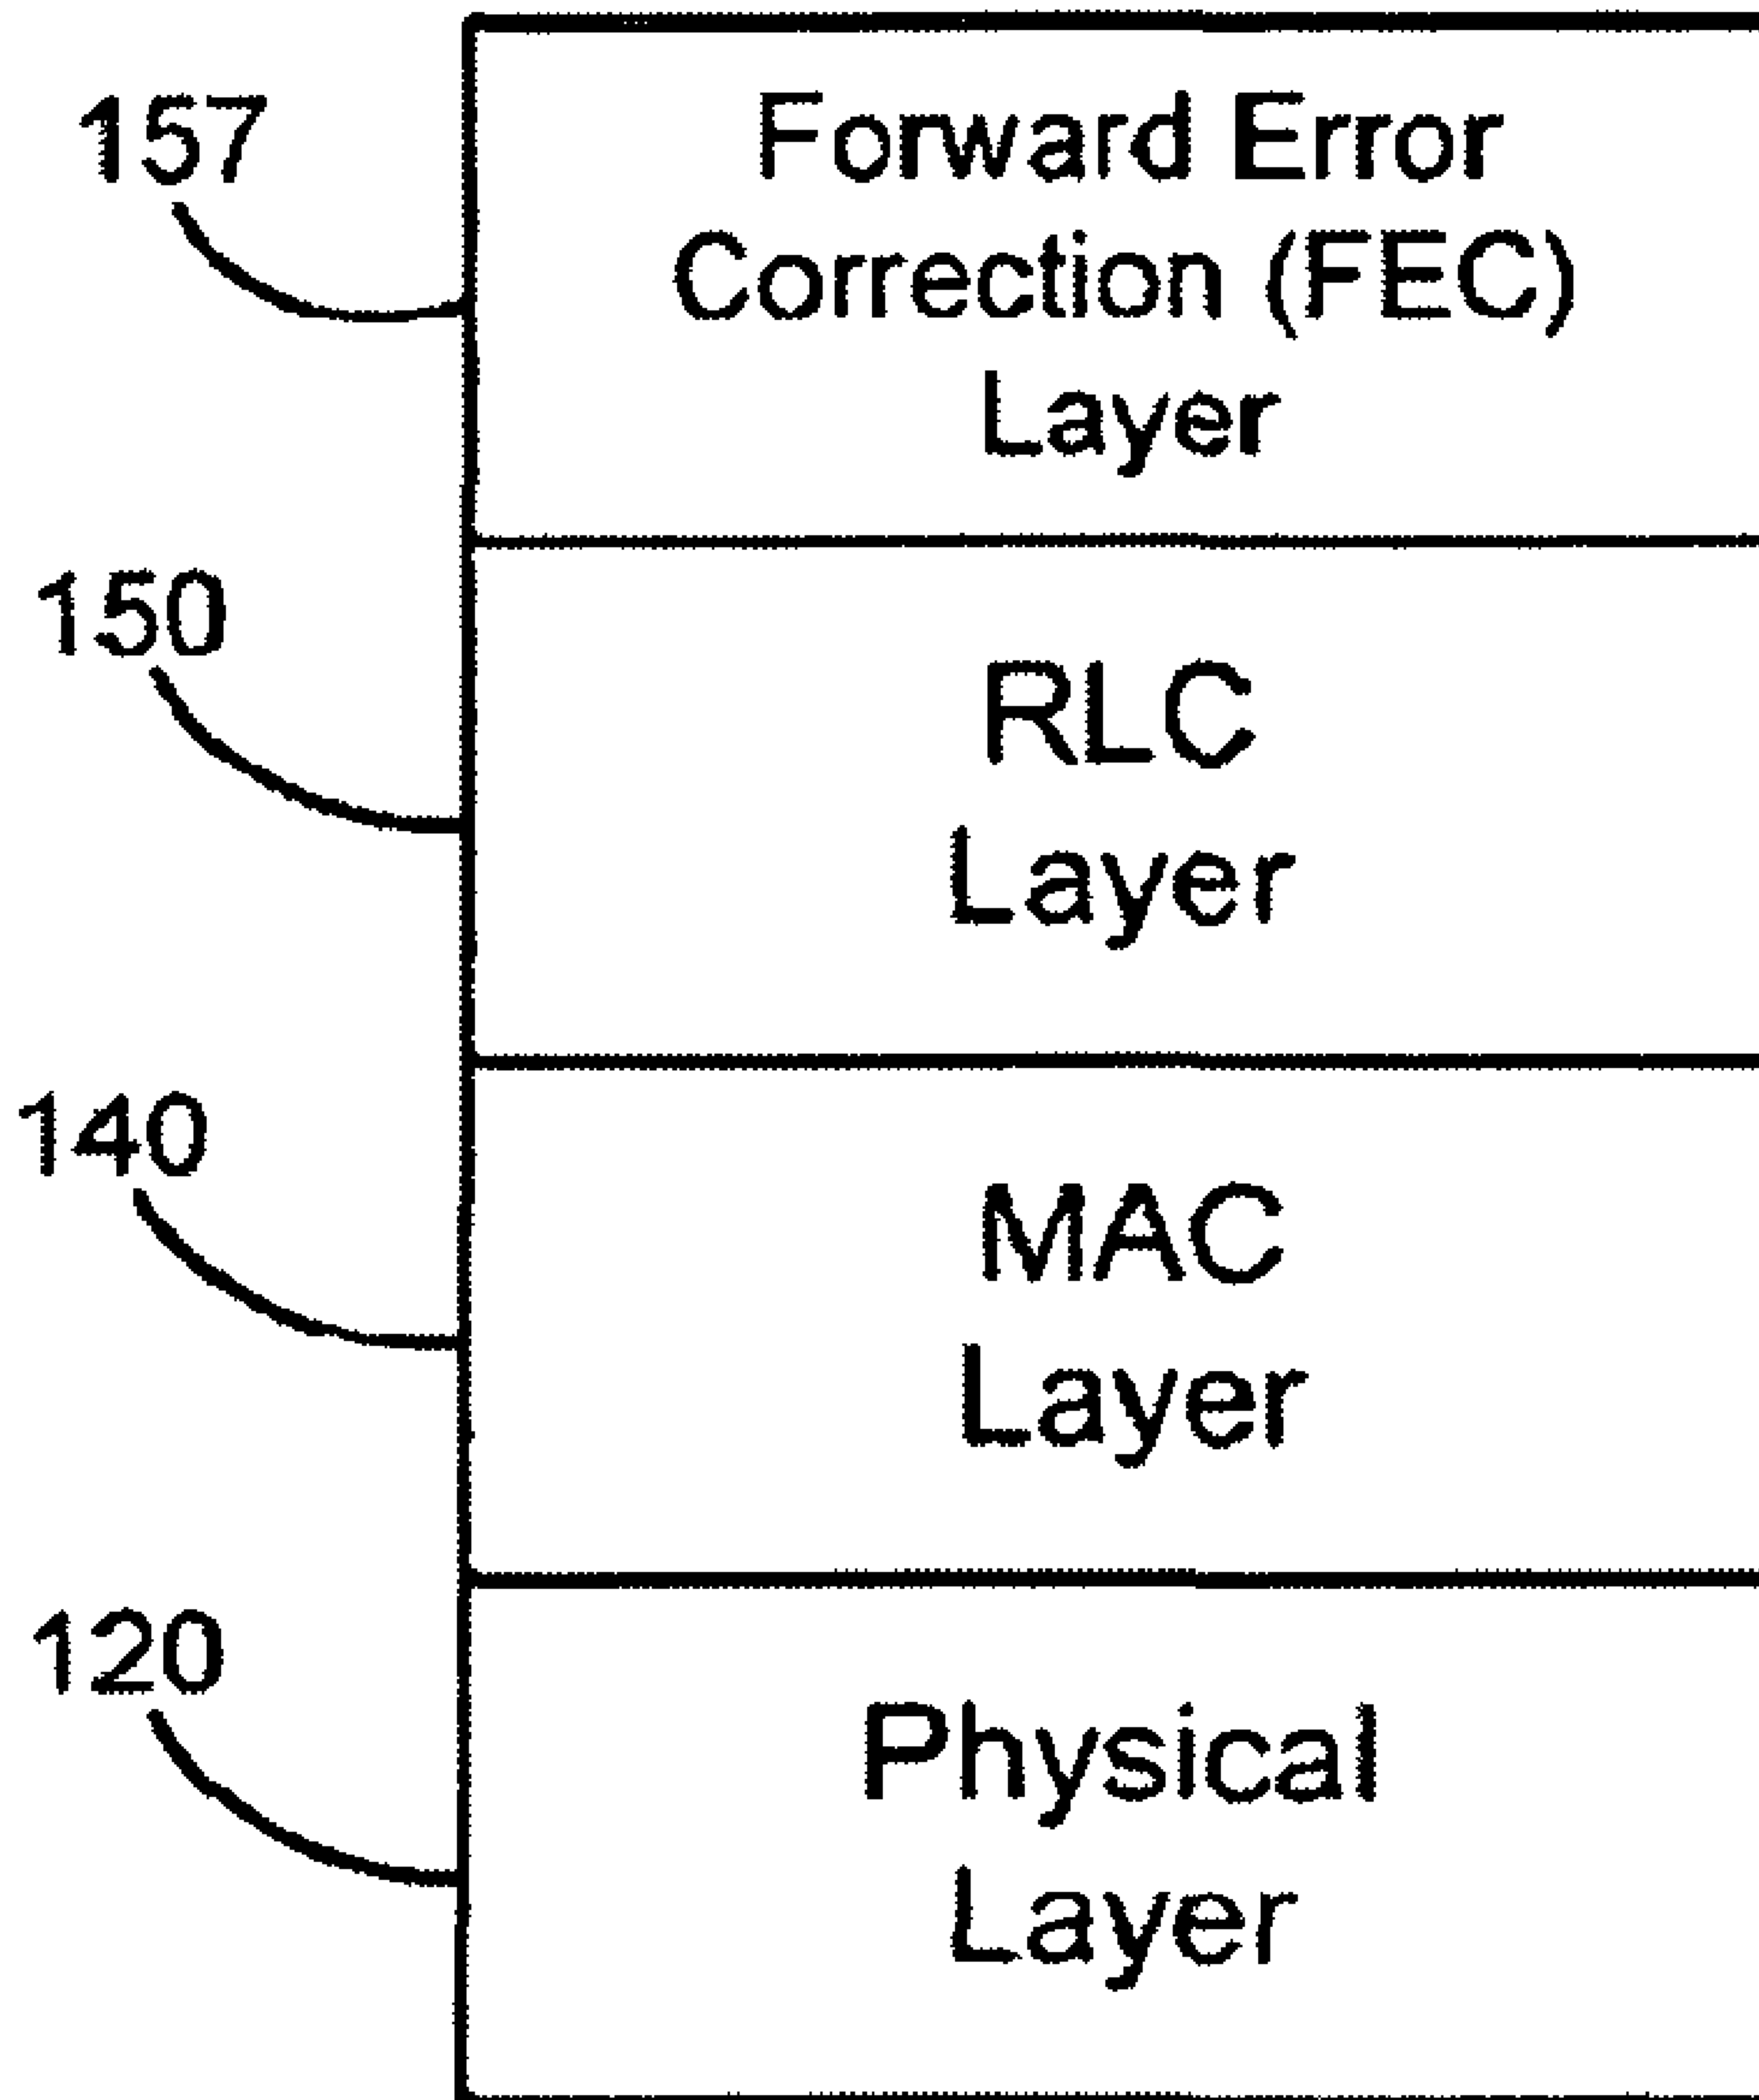 157
Forward Error
Correction (FEC)
Layer
150
RLC
Layer
140
MAC
Layer
120
Physical
Layer